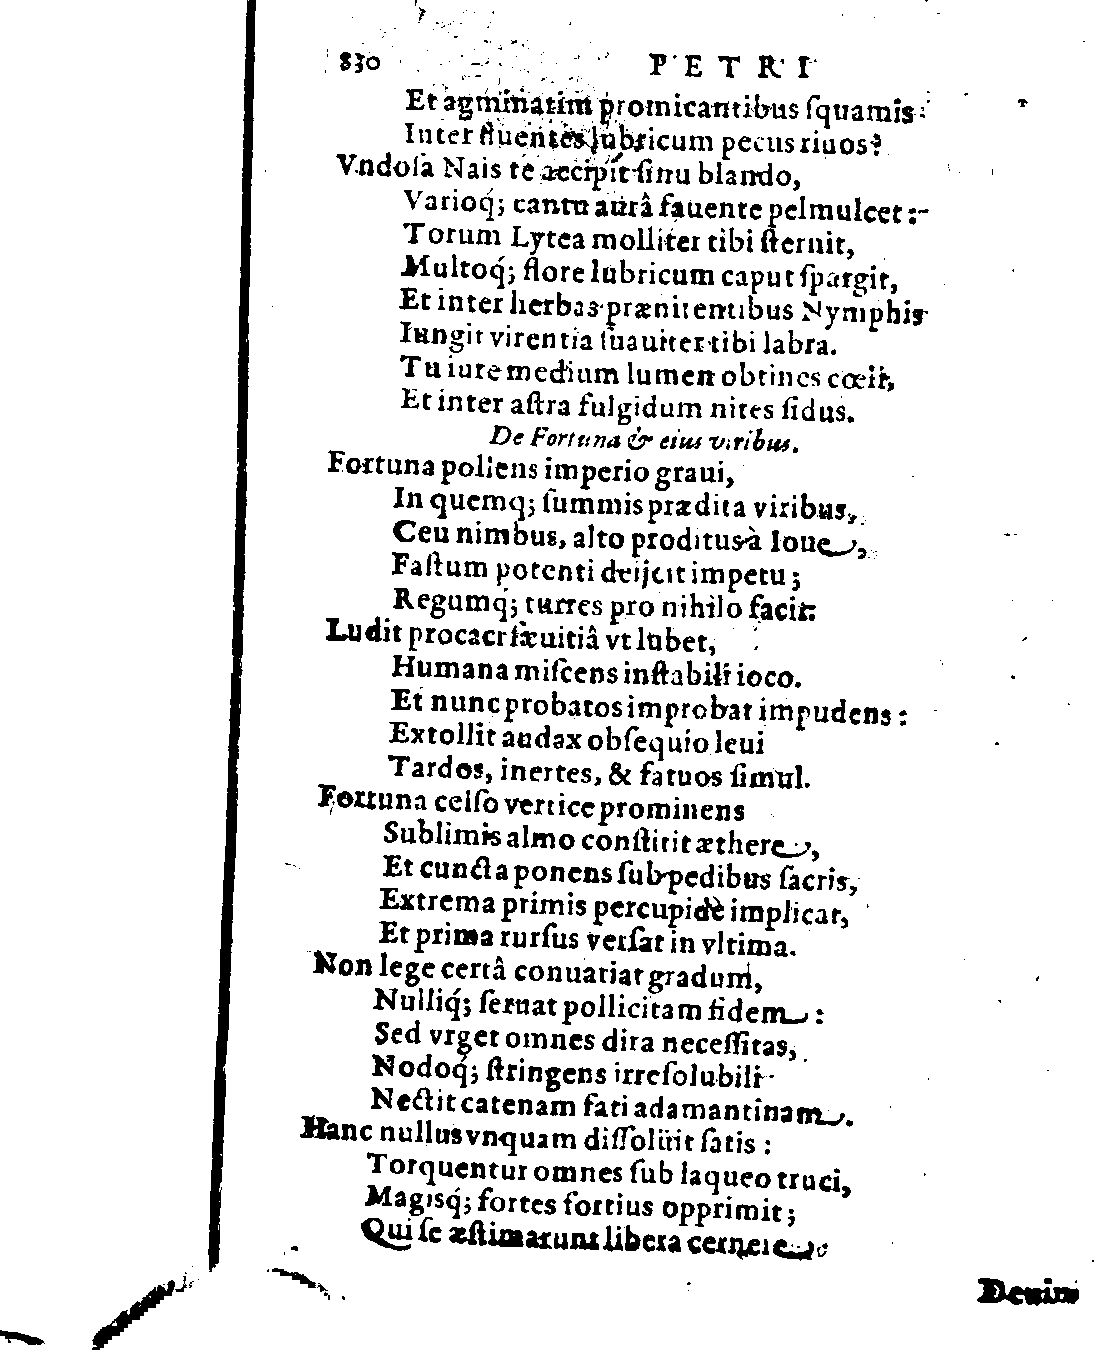 830 PETRI
Et agminatim promicantibus ſquamis
Inter fluentes lubricum pecus riuos?
Vndoſa Nais te accipit ſinu blando,
Varioq́; cantu aurâ fauente pelmulcet:
Torum Lytea molliter tibi ſternit,
Multoq́; flore lubricum caput ſpargit,
Et inter herbas prænitentibus Nymphis
Iungit virentia ſuauiter tibi labra.
Tu iure medium lumen obtines cœli,
Et inter aſtra fulgidum nites ſidus.
De Fortuna & eius viribus.
Fortuna pollens imperio graui,
In quemq; ſummis prædita viribus,
Ceu nimbus, alto proditus à Ioue,
Faſtum potenti deijcit impetu;
Regumq́; turres pro nihilo facit:
Ludit procacr ſæuitiâ vt lubet,
Humana miſcens inſtabili ioco.
Et nunc probatos improbat impudens:
Extollit audax obſequio leui
Tardos, inertes, & fatuos ſimul.
Fortuna celſo vertice prominens
Sublimis almo conſtitit æthere,
Et cuncta ponens ſub pedibus ſacris,
Extrema primis percupidè implicat,
Et prima rurſus verſat in vltima.
Non lege certâ conuariat gradum,
Nulliq́; ſeruat pollicitam fidem:
Sed vrget omnes dira neceſſitas,
Nodoq́; ſtringens irreſolubili
Nectit catenam fati adamantinam.
Hanc nullus vnquam diſſoluit ſatis:
Torquentur omnes ſub laqueo truci,
Magisq́; fortes fortius opprimit;
Qui ſe æſtimarunt libera cernere
Deuin